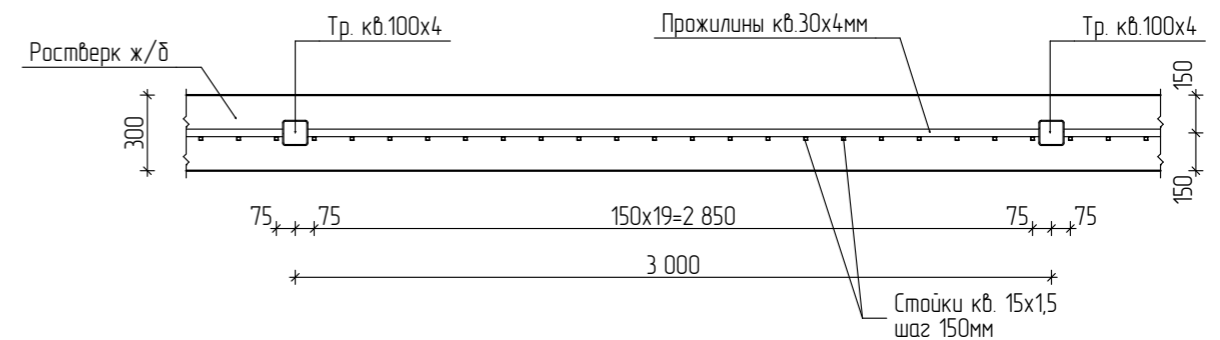 Тр. кв.100х4
Прожилины кв.30х4мм
Тр. кв.100х4
Ростверк ж/б
150
300
150
75
75
150х19=2 850
75
75
3 000
Стойки кв. 15х1,5
шаг 150мм